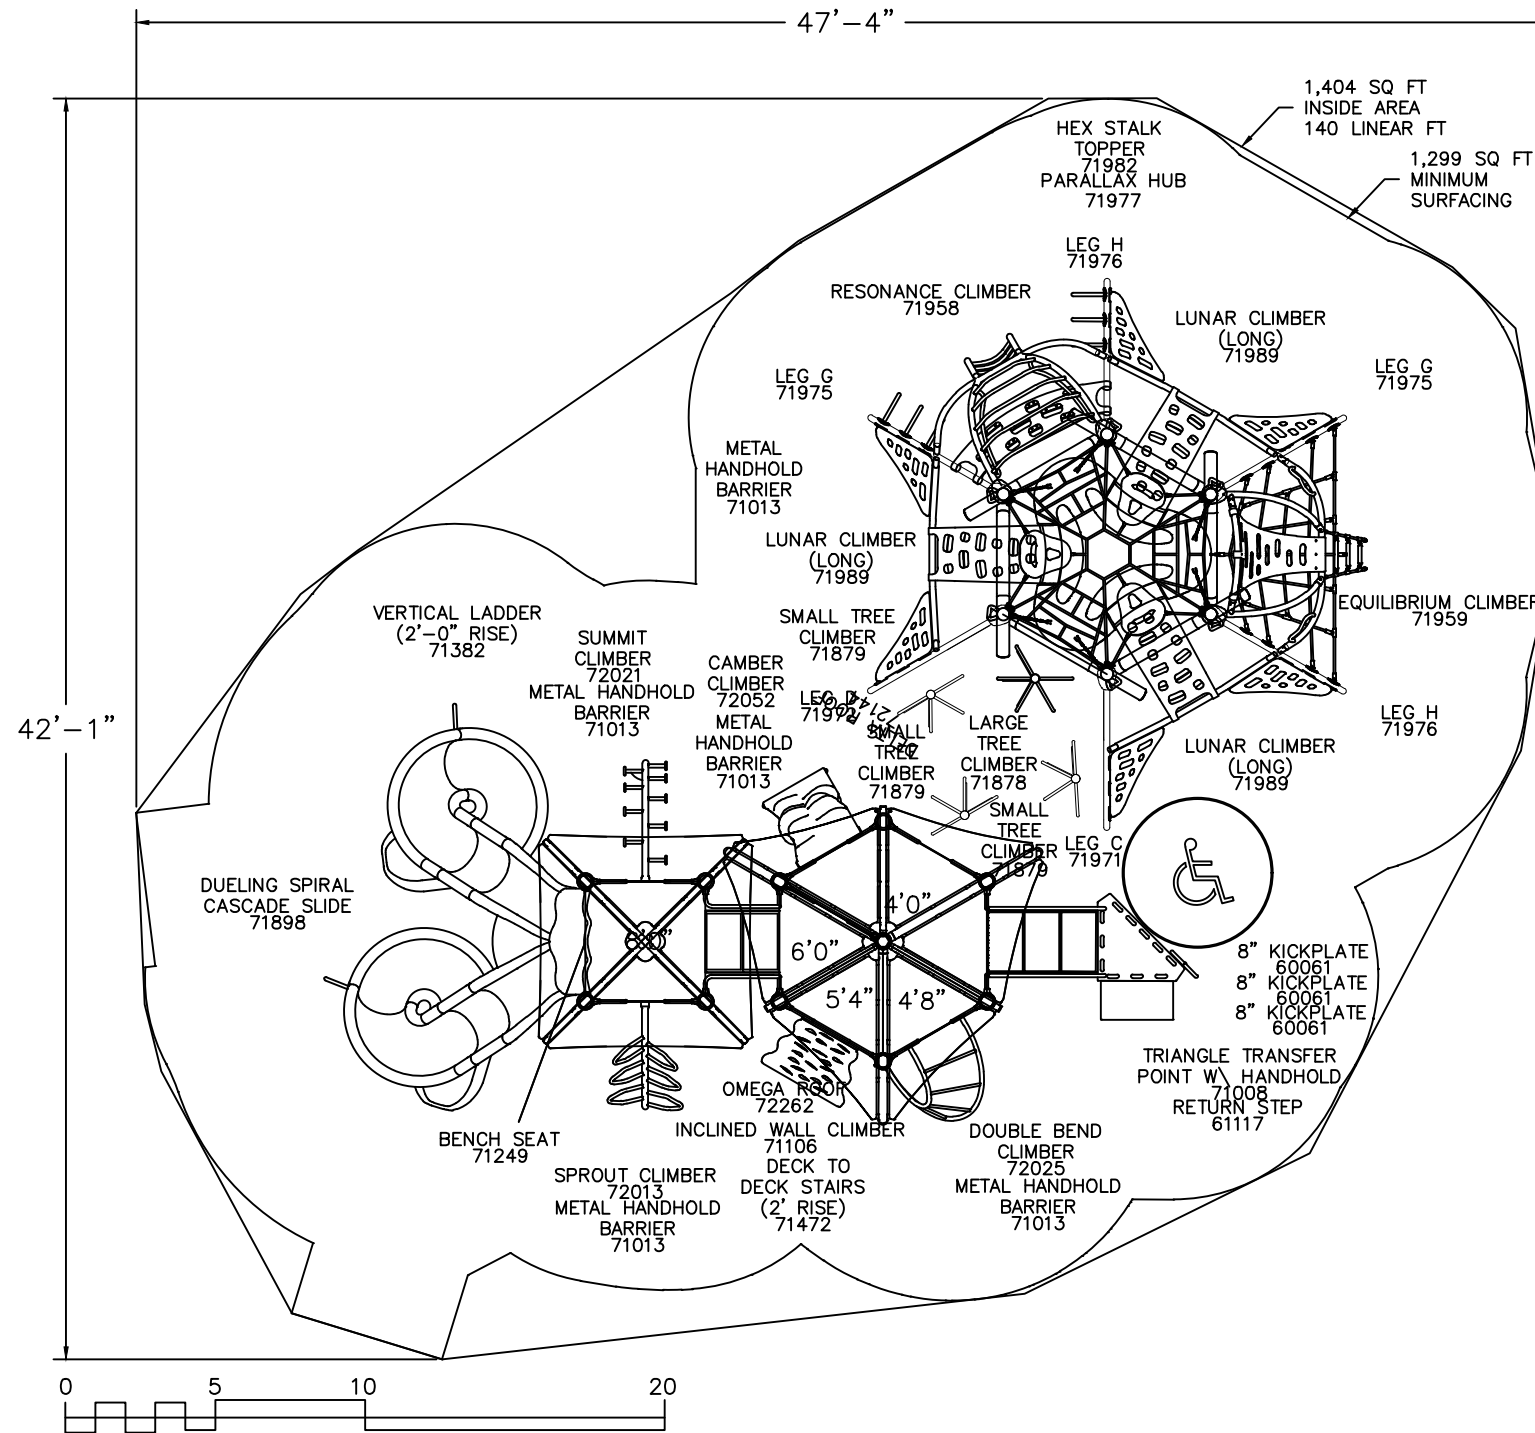 47'-4"
1,404 SQ FT
INSIDE AREA
140 LINEAR FT
1,299 SQ FT
MINIMUM
SURFACING
HEX STALK
TOPPER
71982
PARALLAX HUB
71977
LEG H
71976
RESONANCE CLIMBER
71958
LUNAR CLIMBER
(LONG)
71989
LEG G
71975
LEG G
71975
METAL
HANDHOLD
BARRIER
71013
LUNAR CLIMBER
(LONG)
71989
EQUILIBRIUM CLIMBER
71959
VERTICAL LADDER
(2'-0" RISE)
71382
SMALL TREE
CLIMBER
71879
SUMMIT
CLIMBER
72021
METAL HANDHOLD
BARRIER
71013
CAMBER
CLIMBER
72052
METAL
HANDHOLD
BARRIER
71013
42'-1"
SMALL
TREE
CLIMBER
71879
LARGE
TREE
CLIMBER
71878
LEG H
71976
LUNAR CLIMBER
(LONG)
71989
SMALL
TREE
CLIMBER
71879
LEG C
71971
DUELING SPIRAL
CASCADE SLIDE
71898
4'0"
6'0"
5'4"
4'8"
8" KICKPLATE
60061
8" KICKPLATE
60061
8" KICKPLATE
60061
TRIANGLE TRANSFER
POINT W\ HANDHOLD
71008
RETURN STEP
61117
OMEGA ROOF
72262
INCLINED WALL CLIMBER
71106
DECK TO
DECK STAIRS
(2' RISE)
71472
BENCH SEAT
71249
SPROUT CLIMBER
72013
METAL HANDHOLD
BARRIER
71013
DOUBLE BEND
CLIMBER
72025
METAL HANDHOLD
BARRIER
71013
0 5 10 20